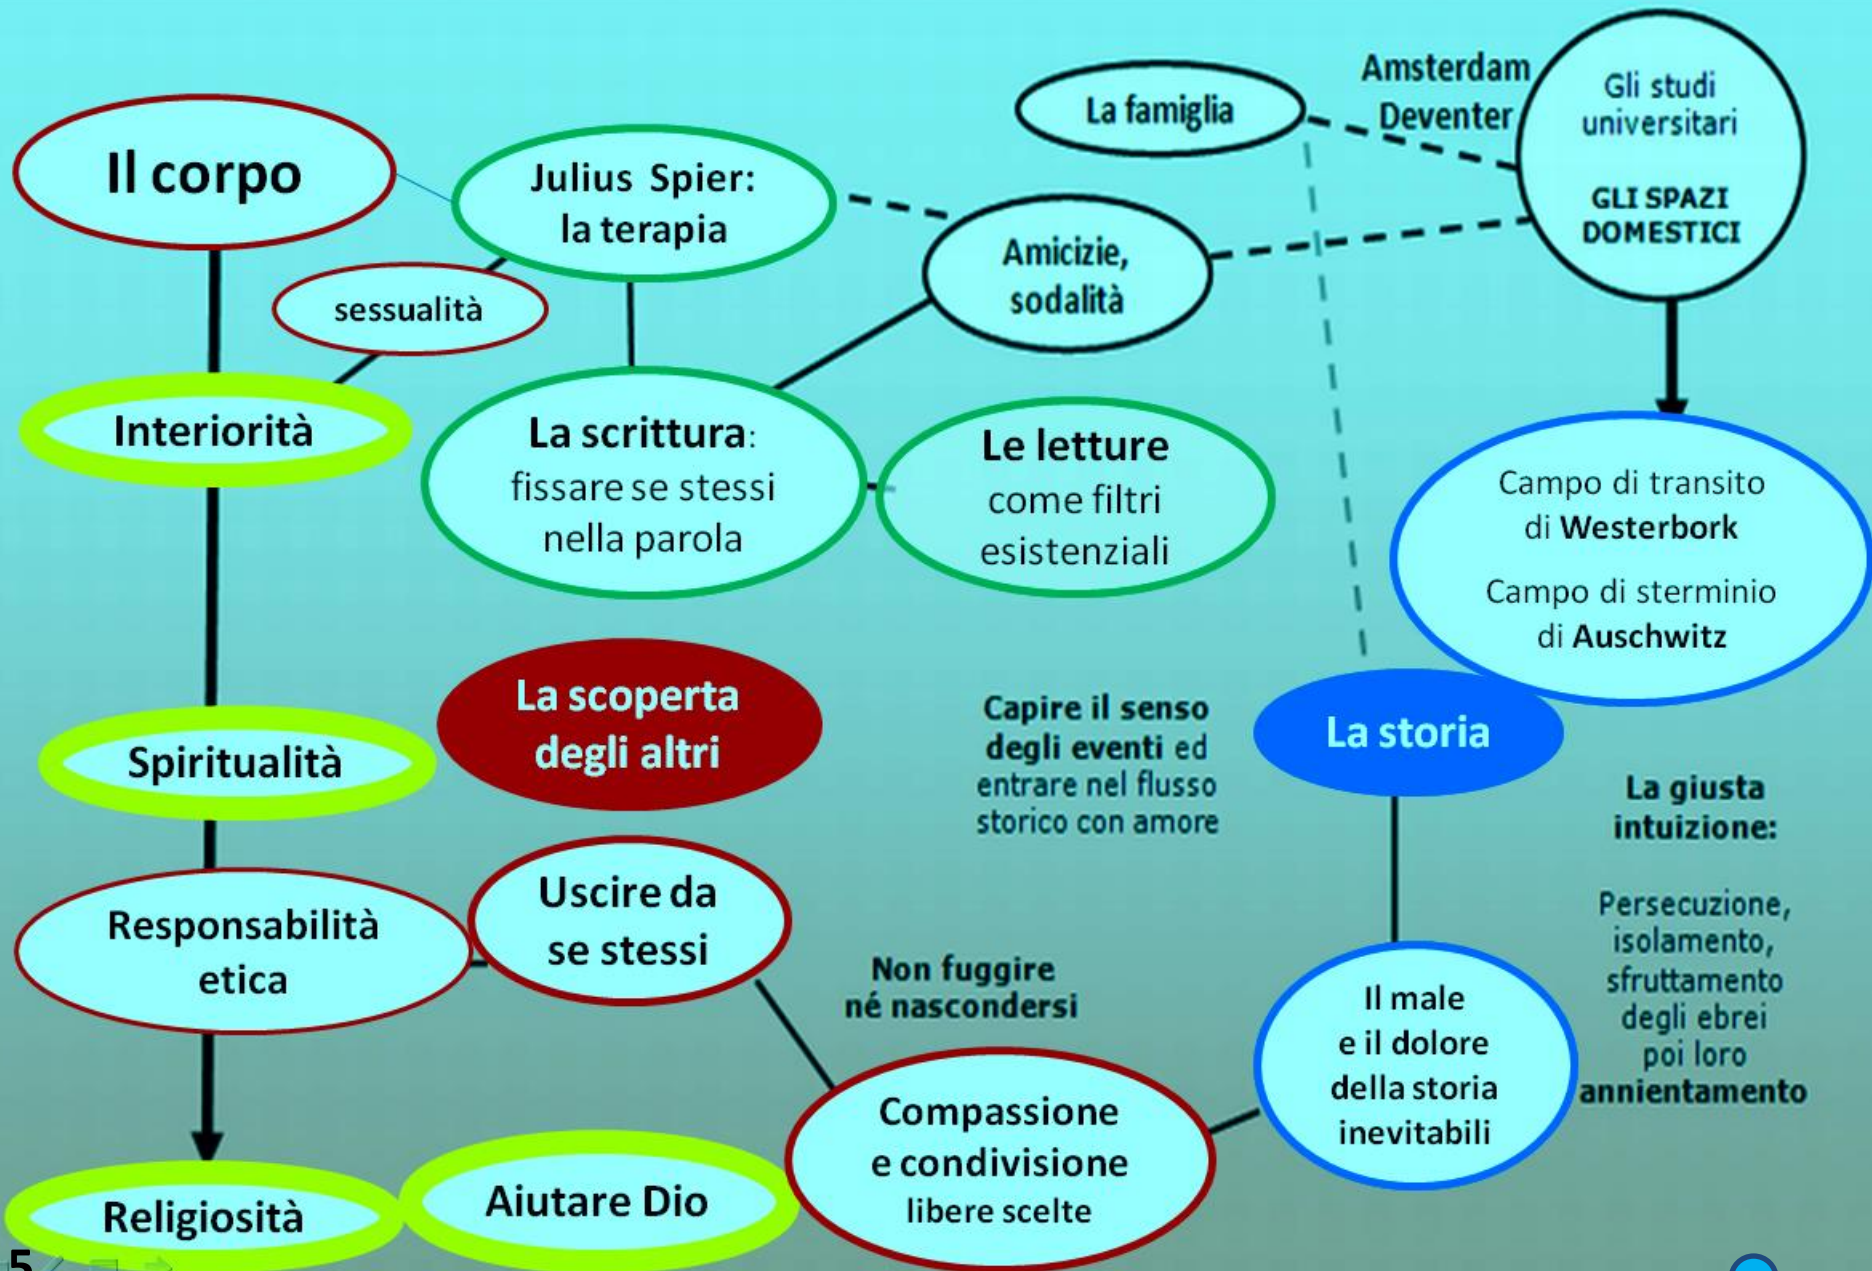 Il corpo
Julius Spier:
la terapia
La famiglia
Amsterdam
Deventer
Gli studi
universitari
GLI SPAZI
DOMESTICI
sessualità
Amicizie,
sodalità
Interiorità
La scrittura:
fissare se stessi
nella parola
Le letture
come filtri
esistenziali
Campo di transito
di Westerbork
Campo di sterminio
di Auschwitz
Spiritualità
La scoperta
degli altri
Capire il senso
degli eventi ed
entrare nel flusso
storico con amore
La storia
La giusta
intuizione:
Persecuzione,
isolamento,
sfruttamento
degli ebrei
poi loro
annientamento
Responsabilità
etica
Uscire da
se stessi
Non fuggire
né nascondersi
Il male
e il dolore
della storia
inevitabili
Compassione
e condivisione
libere scelte
Religiosità
Aiutare Dio
5